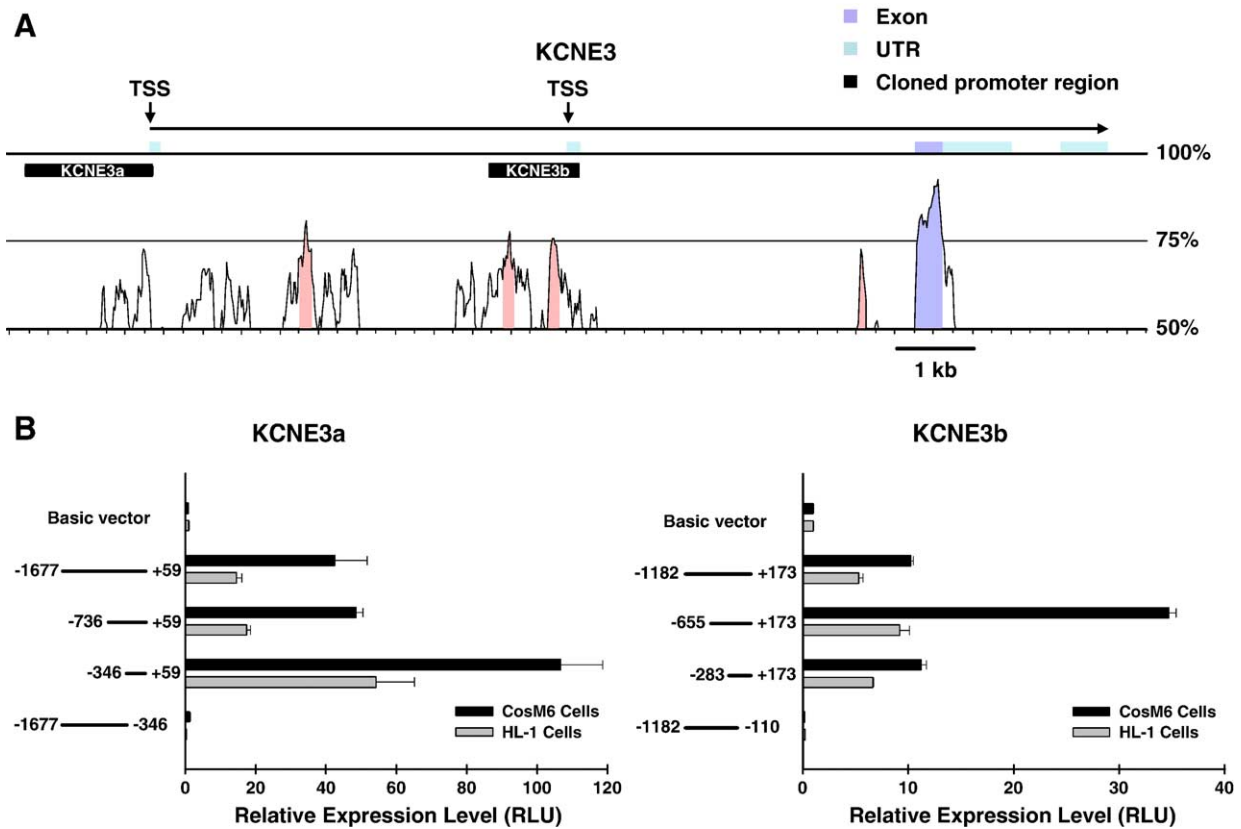 A
Exon
UTR
Cloned promoter region
KCNE3
TSS
TSS
100%
KCNE3a
KCNE3b
75%
50%
1 kb
B
KCNE3a
Basic vector
-1677 +59
-736 +59
-346 +59
-1677 -346
CosM6 Cells
HL-1 Cells
0 20 40 60 80 100 120
Relative Expression Level (RLU)
KCNE3b
Basic vector
-1182 +173
-655 +173
-283 +173
-1182 -110
CosM6 Cells
HL-1 Cells
0 10 20 30 40
Relative Expression Level (RLU)